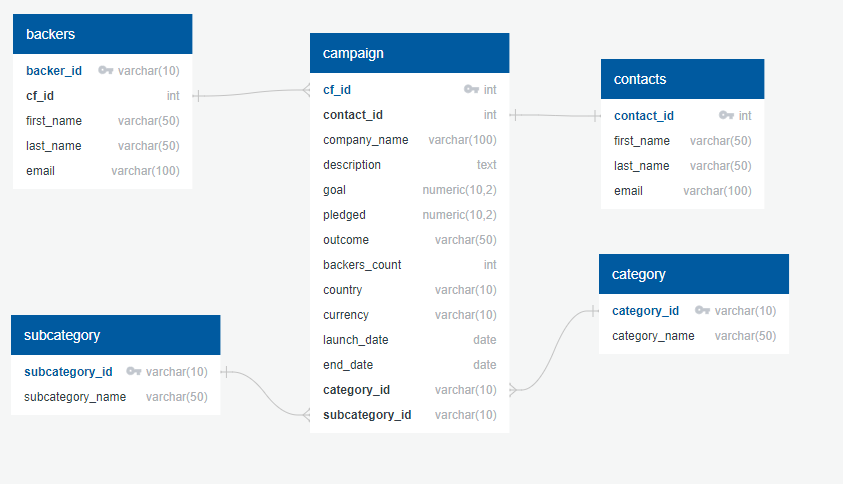 backers
backer_id varchar(10)
cf_id int
first_name varchar(50)
last_name varchar(50)
email varchar(100)
campaign
cf_id int
contact_id int
company_name varchar(100)
description text
goal numeric(10,2)
pledged numeric(10,2)
outcome varchar(50)
backers_count int
country varchar(10)
currency varchar(10)
launch_date date
end_date date
category_id varchar(10)
subcategory_id varchar(10)
contacts
contact_id int
first_name varchar(50)
last_name varchar(50)
email varchar(100)
category
category_id varchar(10)
category_name varchar(50)
subcategory
subcategory_id varchar(10)
subcategory_name varchar(50)